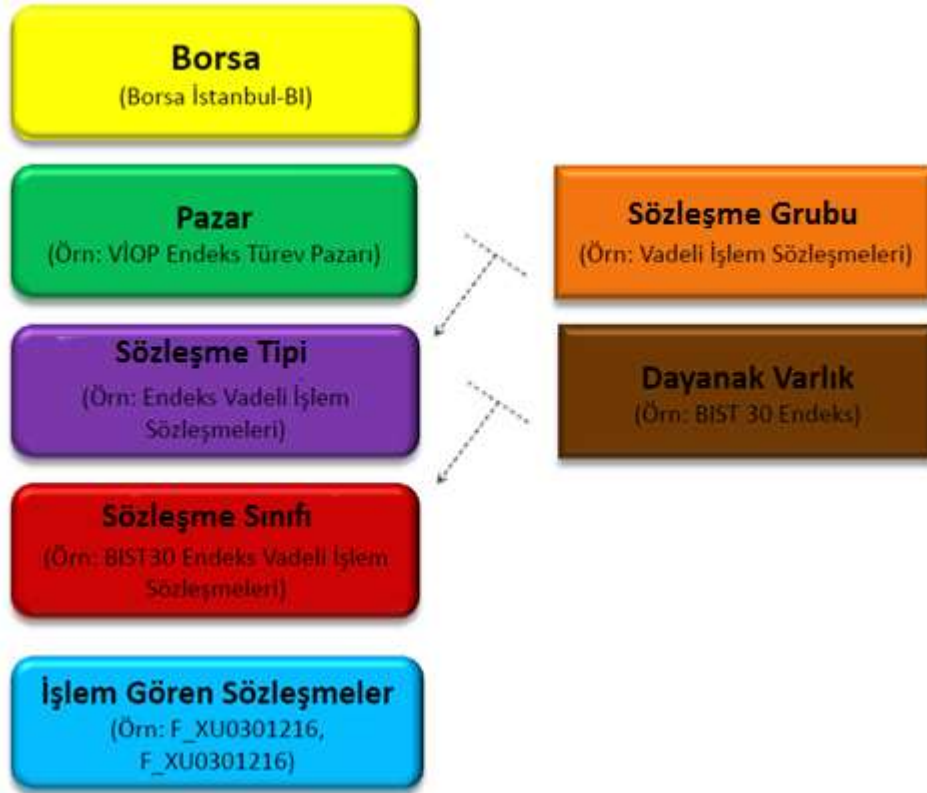 Borsa
(Borsa İstanbul-BI)
Pazar
(Örn: VİOP Endeks Türev Pazarı)
Sözleşme Grubu
(Örn: Vadeli İşlem Sözleşmeleri)
Sözleşme Tipi
(Örn: Endeks Vadeli İşlem
Sözleşmeleri)
Dayanak Varlık
(Örn: BIST 30 Endeks)
Sözleşme Sınıfı
(Örn: BIST30 Endeks Vadeli İşlem
Sözleşmeleri)
İşlem Gören Sözleşmeler
(Örn: F_XU0301216,
F_XU0301216)